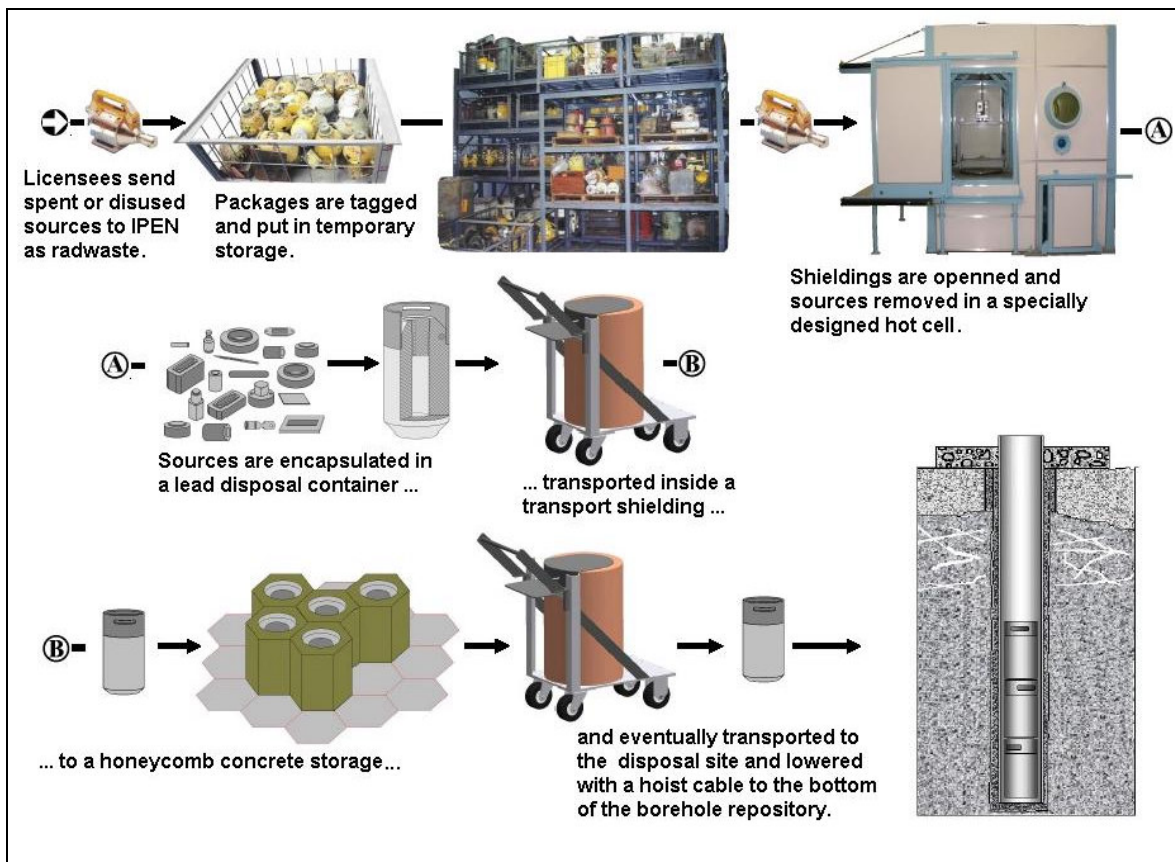 Licensees send
spent or disused
sources to IPEN
as radwaste.
Packages are tagged
and put in temporary
storage.
A
Shieldings are openned and
sources removed in a specially
designed hot cell.
A
B
Sources are encapsulated in
a lead disposal container ...
... transported inside a
transport shielding ...
B
... to a honeycomb concrete storage...
and eventually transported to
the disposal site and lowered
with a hoist cable to the bottom
of the borehole repository.